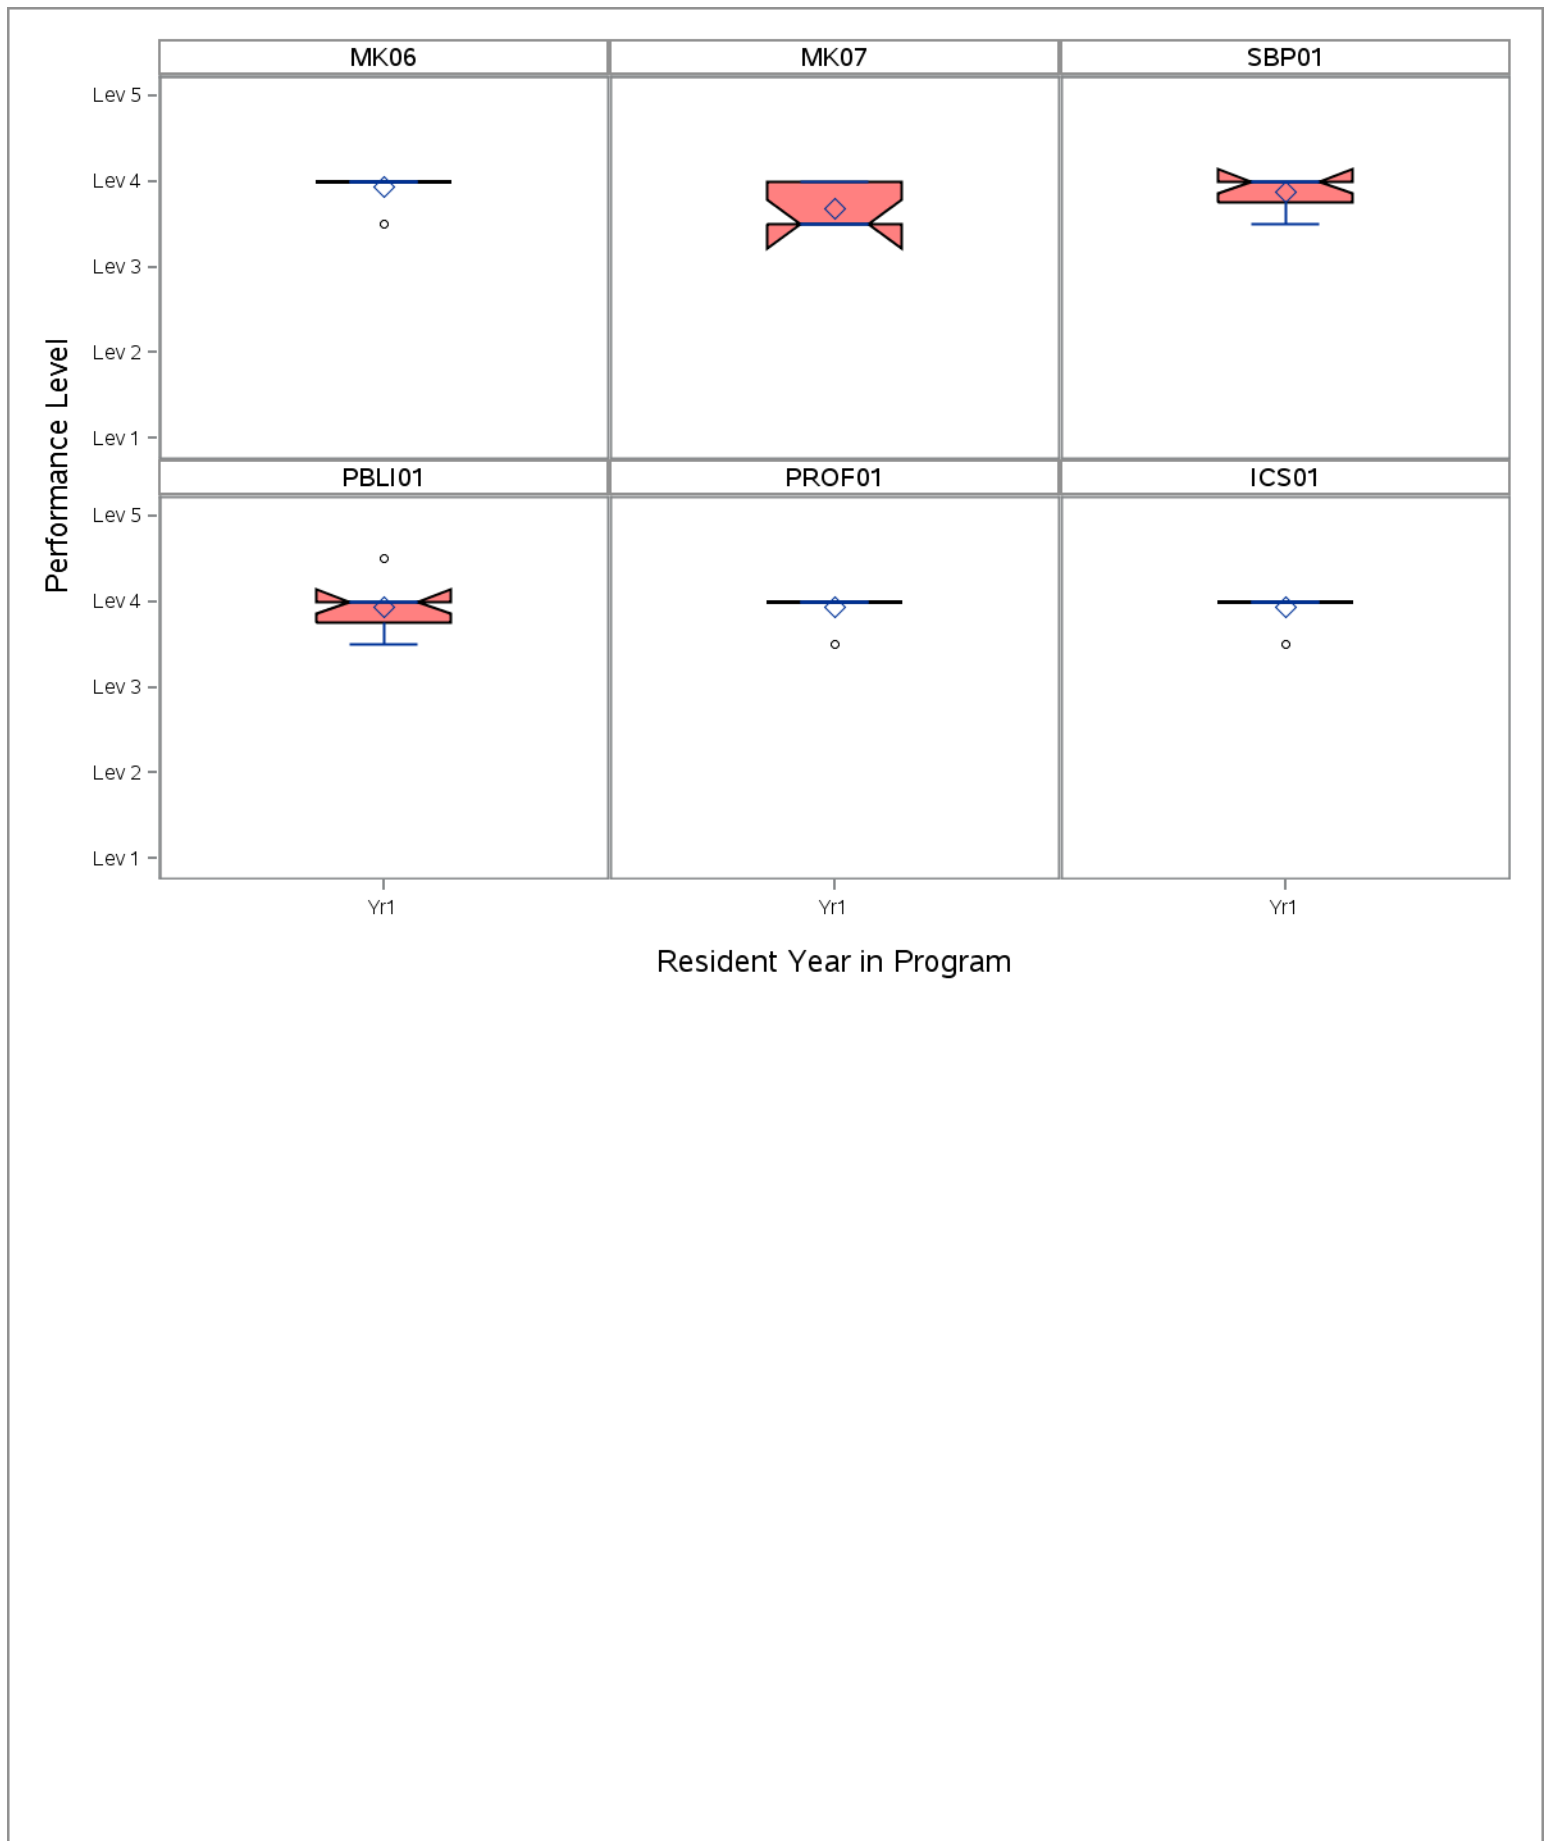 MK06
MK07
SBP01
Lev 5
Lev 4
Lev 3
Lev 2
Lev 1
Performance Level
PBLI01
PROF01
ICS01
Lev 5
Lev 4
Lev 3
Lev 2
Lev 1
Yr1
Yr1
Yr1
Resident Year in Program